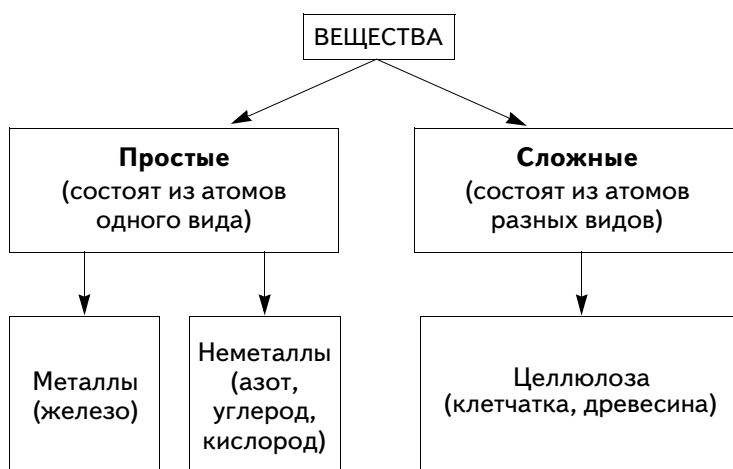 ВЕЩЕСТВА
Простые
(состоят из атомов
одного вида)
Сложные
(состоят из атомов
разных видов)
Металлы
(железо)
Неметаллы
(азот,
углерод,
кислород)
Целлюлоза
(клетчатка, древесина)